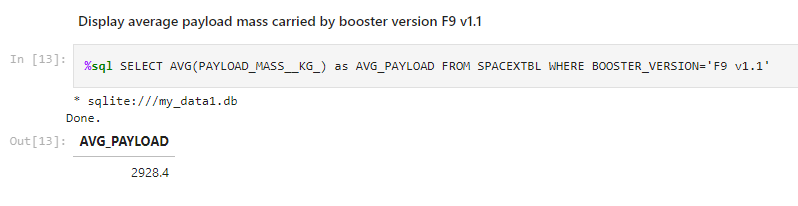 Display average payload mass carried by booster version F9 v1.1
In [13]: %sql SELECT AVG(PAYLOAD_MASS__KG_) as AVG_PAYLOAD FROM SPACEXTBL WHERE BOOSTER_VERSION='F9 v1.1'
* sqlite:///my_data1.db
Done.
Out[13]: AVG_PAYLOAD
2928.4